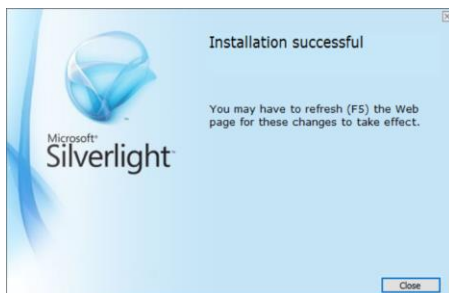 Installation successful
You may have to refresh (F5) the Web
page for these changes to take effect.
Microsoft®
Silverlight™
Close